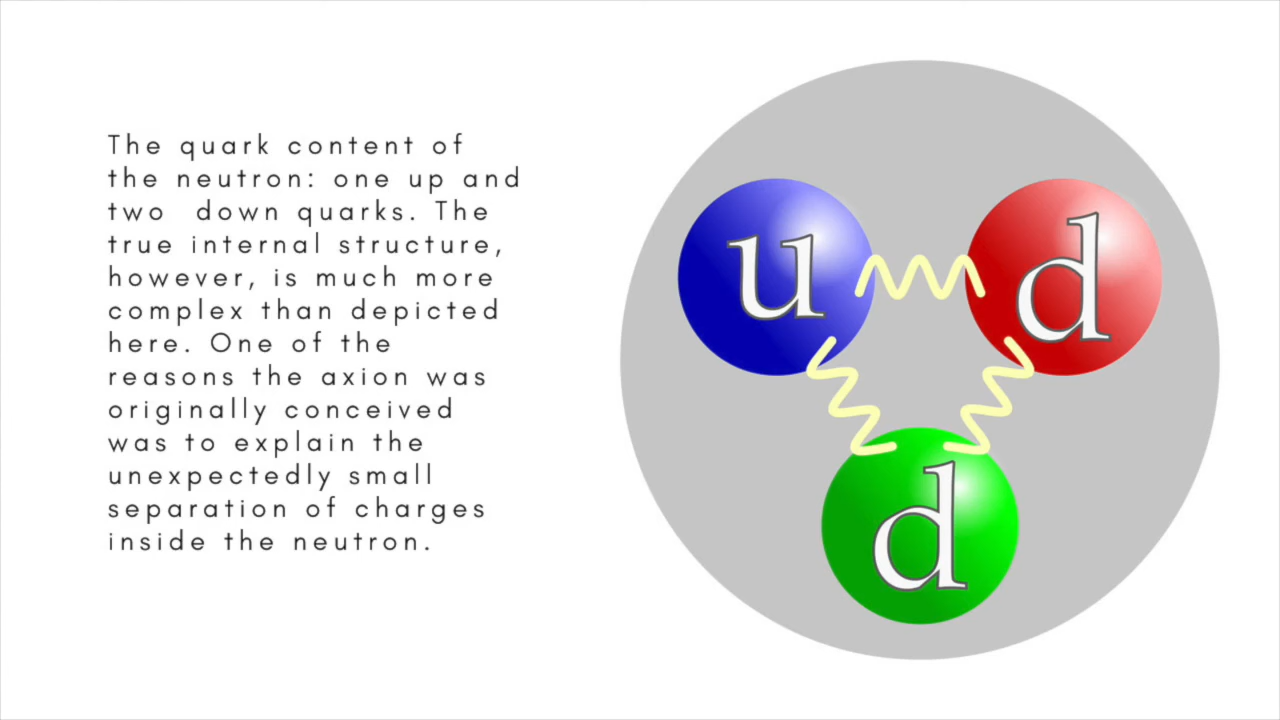 The quark content of
the neutron: one up and
two  down quarks. The
true internal structure,
however, is much more
complex than depicted
here. One of the
reasons the axion was
originally conceived
was to explain the
unexpectedly small
separation of charges
inside the neutron.
u
d
d